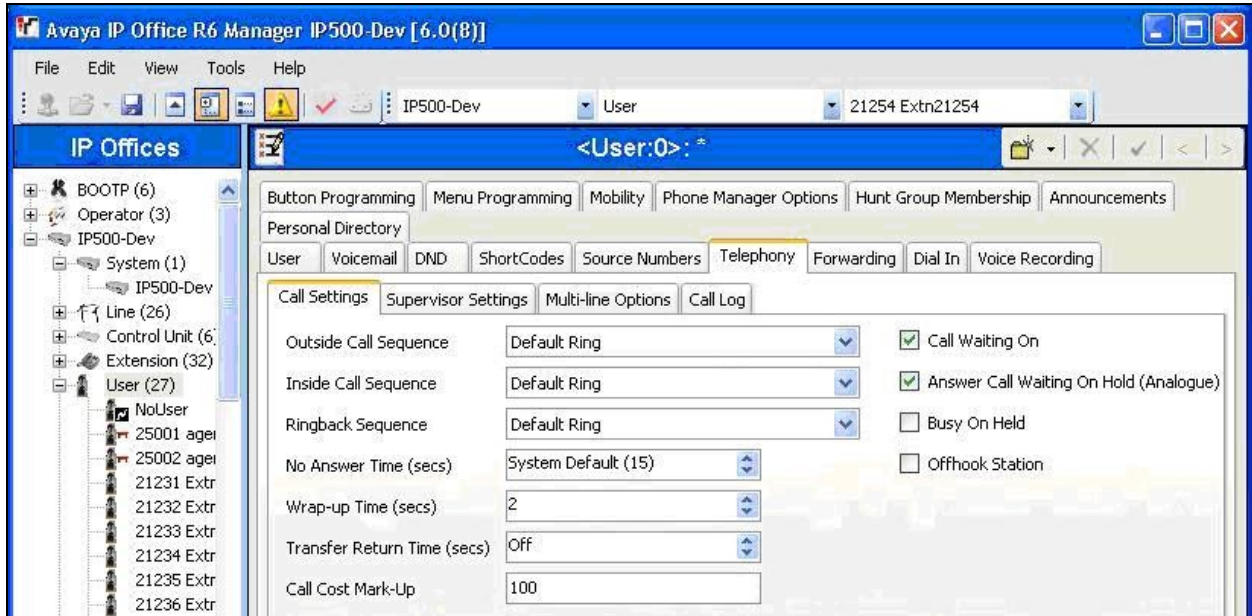 Avaya IP Office R6 Manager IP500-Dev [6.0(8)]
File Edit View Tools Help
IP500-Dev User 21254 Extn21254
IP Offices
<User:0>: *
BOOTP (6)
Operator (3)
IP500-Dev
System (1)
IP500-Dev
Line (26)
Control Unit (6
Extension (32)
User (27)
NoUser
25001 age
25002 age
21231 Extr
21232 Extr
21233 Extr
21234 Extr
21235 Extr
21236 Extr
Button Programming Menu Programming Mobility Phone Manager Options Hunt Group Membership Announcements
Personal Directory
User Voicemail DND ShortCodes Source Numbers Telephony Forwarding Dial In Voice Recording
Call Settings Supervisor Settings Multi-line Options Call Log
Outside Call Sequence Default Ring Call Waiting On
Inside Call Sequence Default Ring Answer Call Waiting On Hold (Analogue)
Ringback Sequence Default Ring Busy On Held
No Answer Time (secs) System Default (15) Offhook Station
Wrap-up Time (secs) 2
Transfer Return Time (secs) Off
Call Cost Mark-Up 100